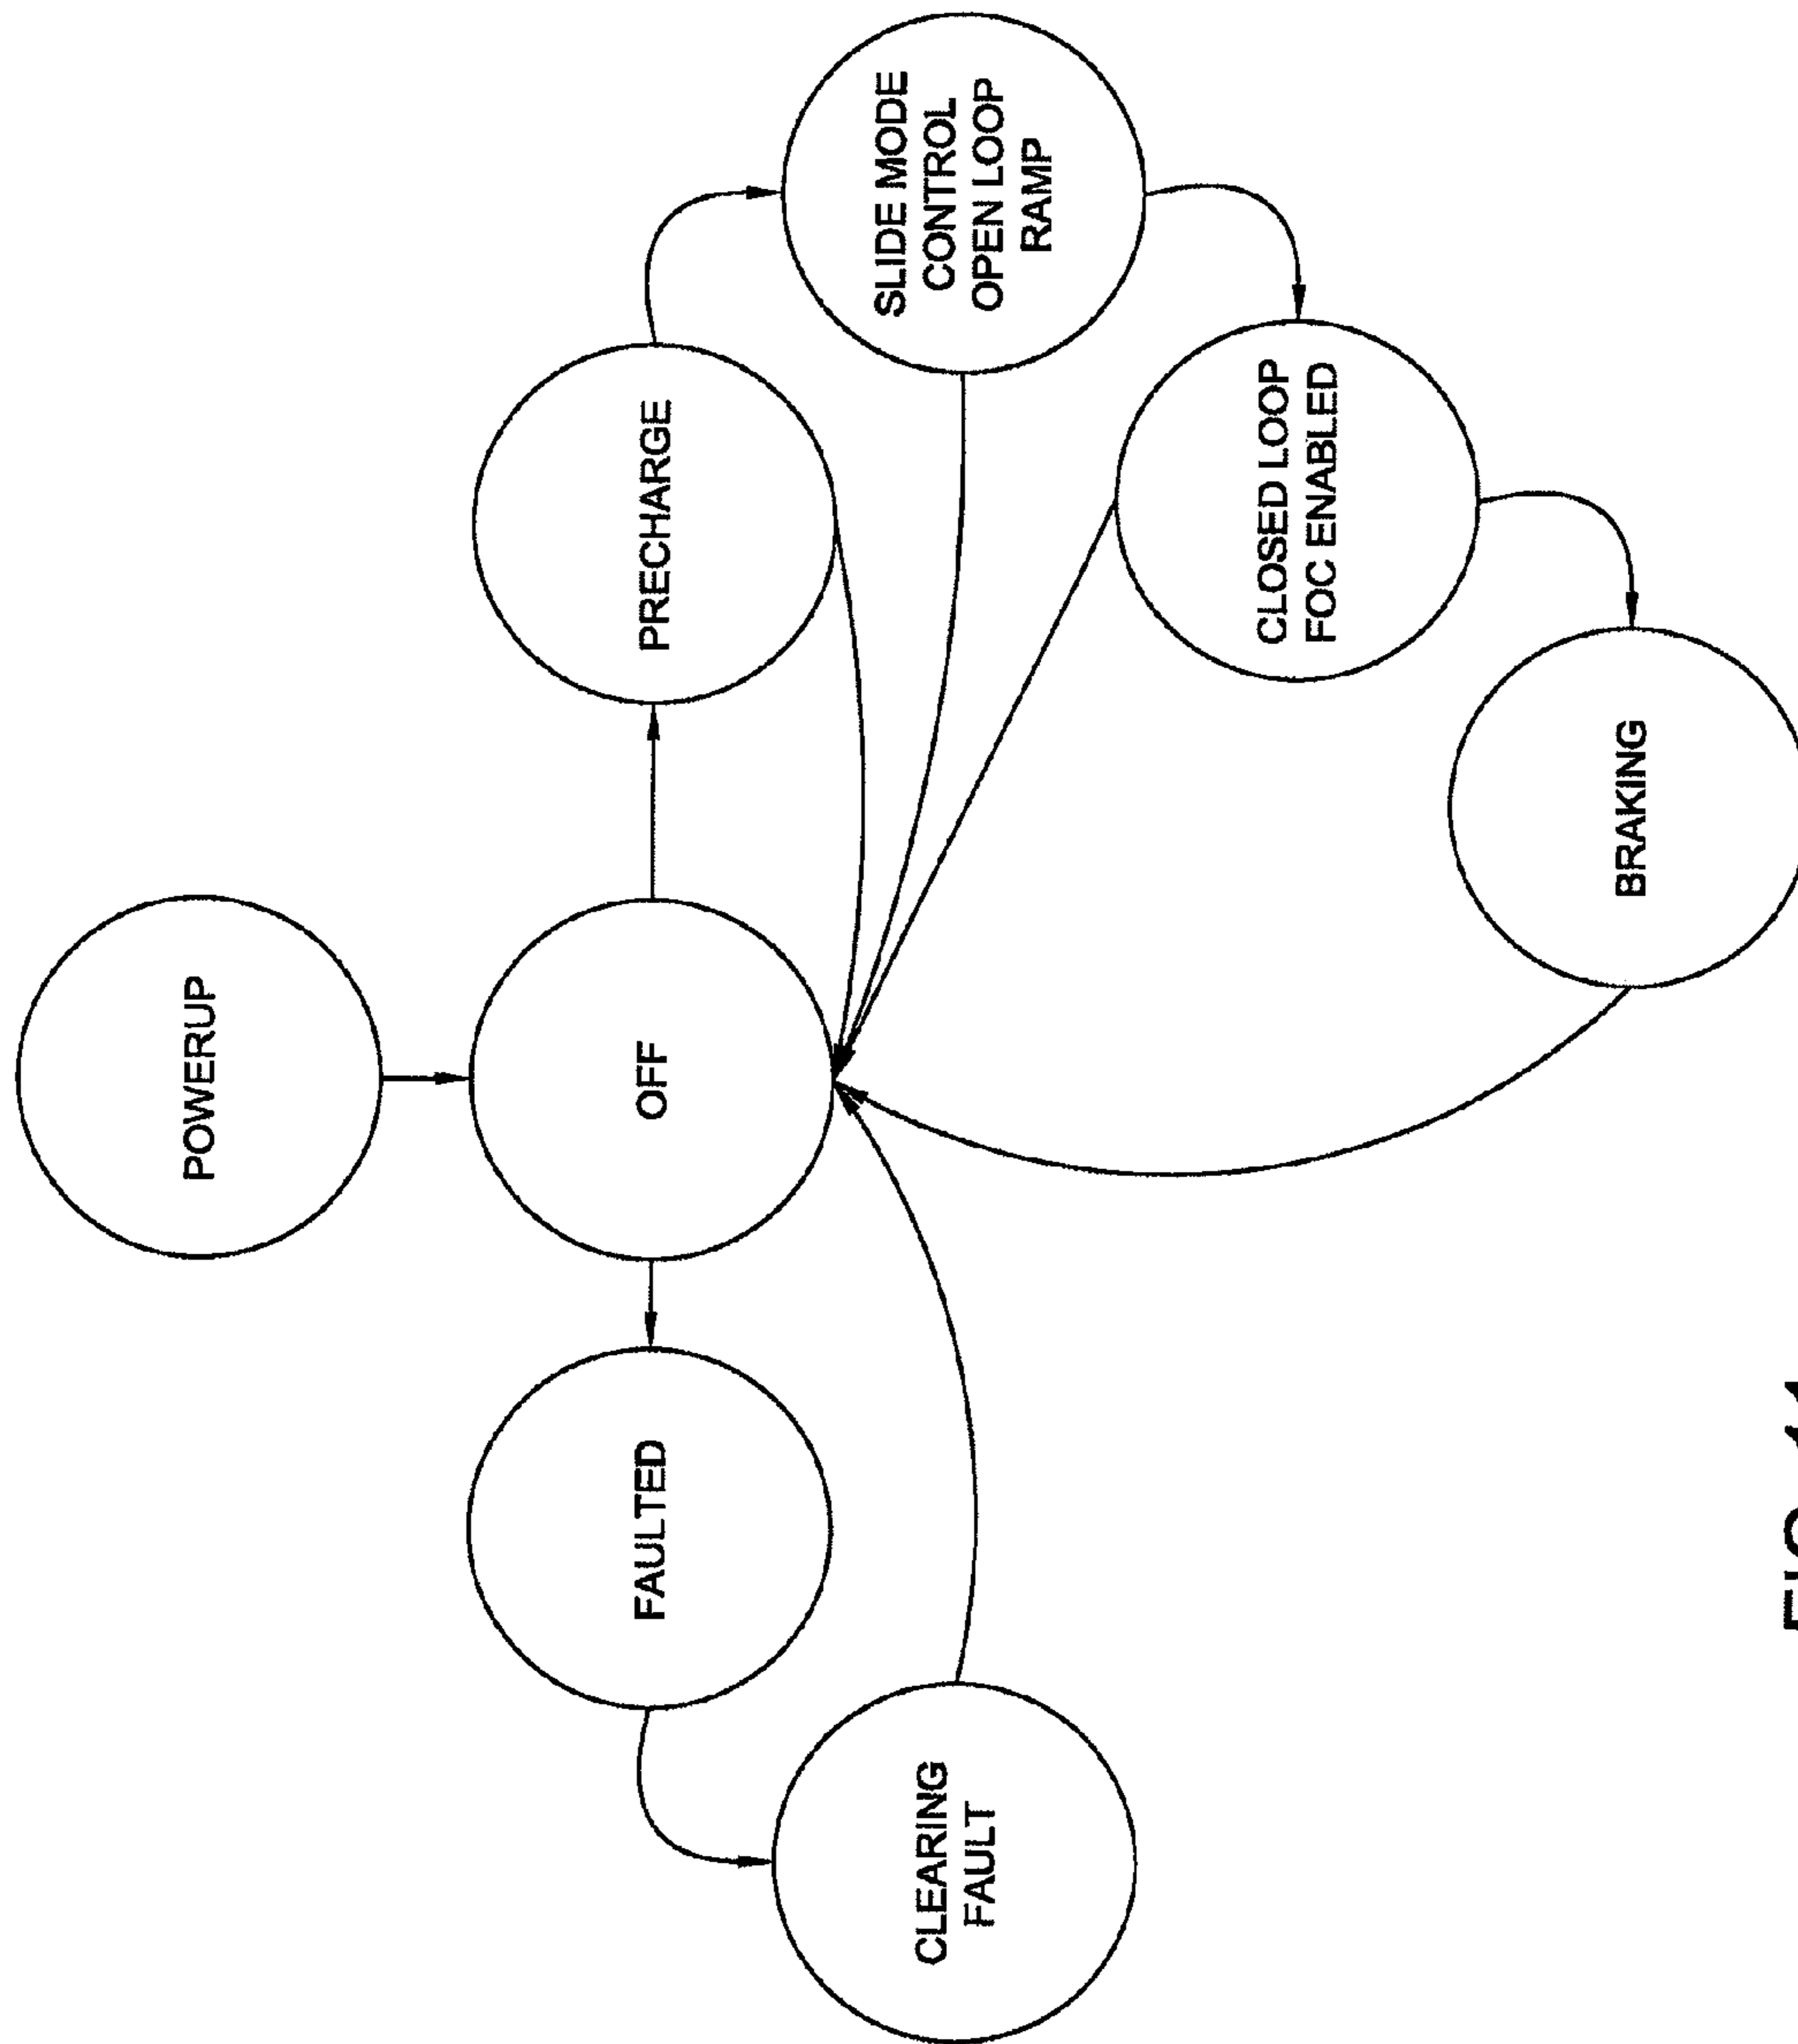 POWERUP
FAULTED
OFF
PRECHARGE
CLEARING
FAULT
SLIDE MODE
CONTROL
OPEN LOOP
RAMP
CLOSED LOOP
FOC ENABLED
BRAKING